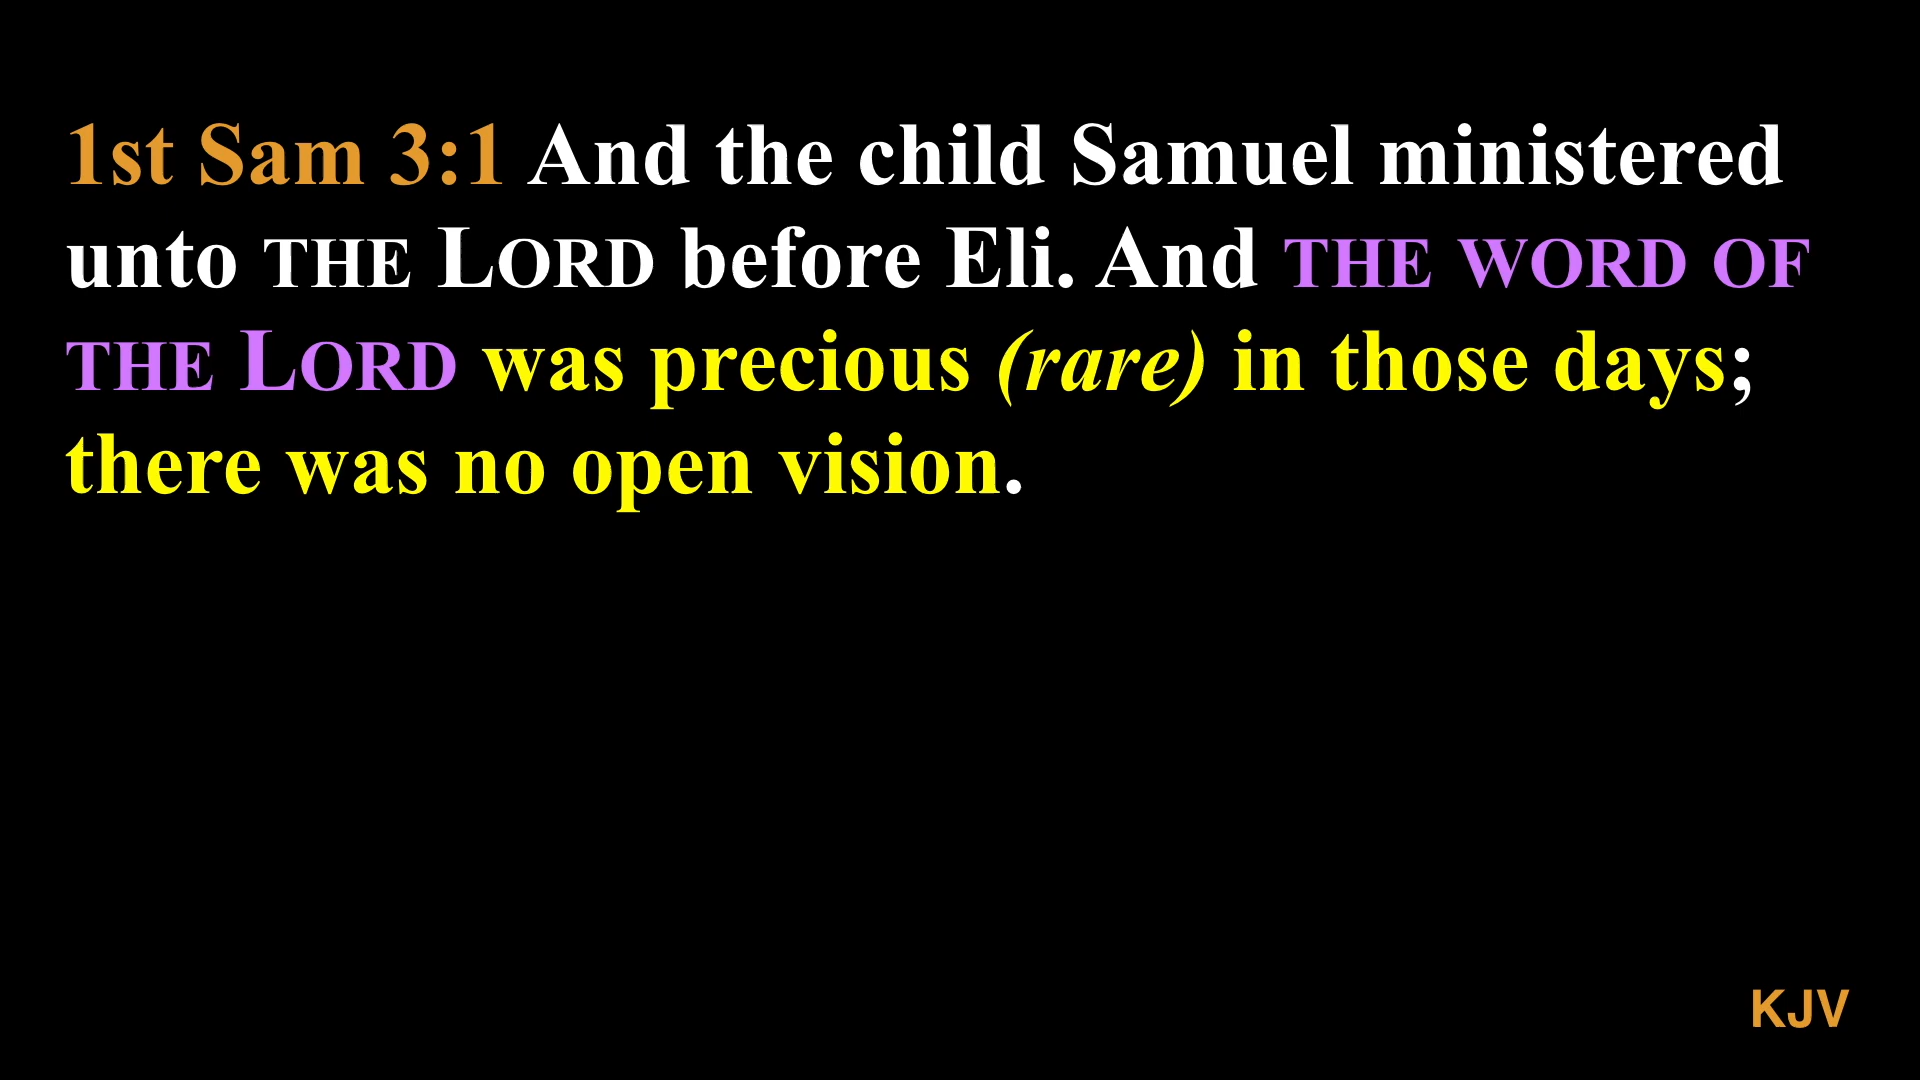 1st Sam 3:1 And the child Samuel ministered
unto THE LORD before Eli. And THE WORD OF
THE LORD was precious (rare) in those days;
there was no open vision.
KJV